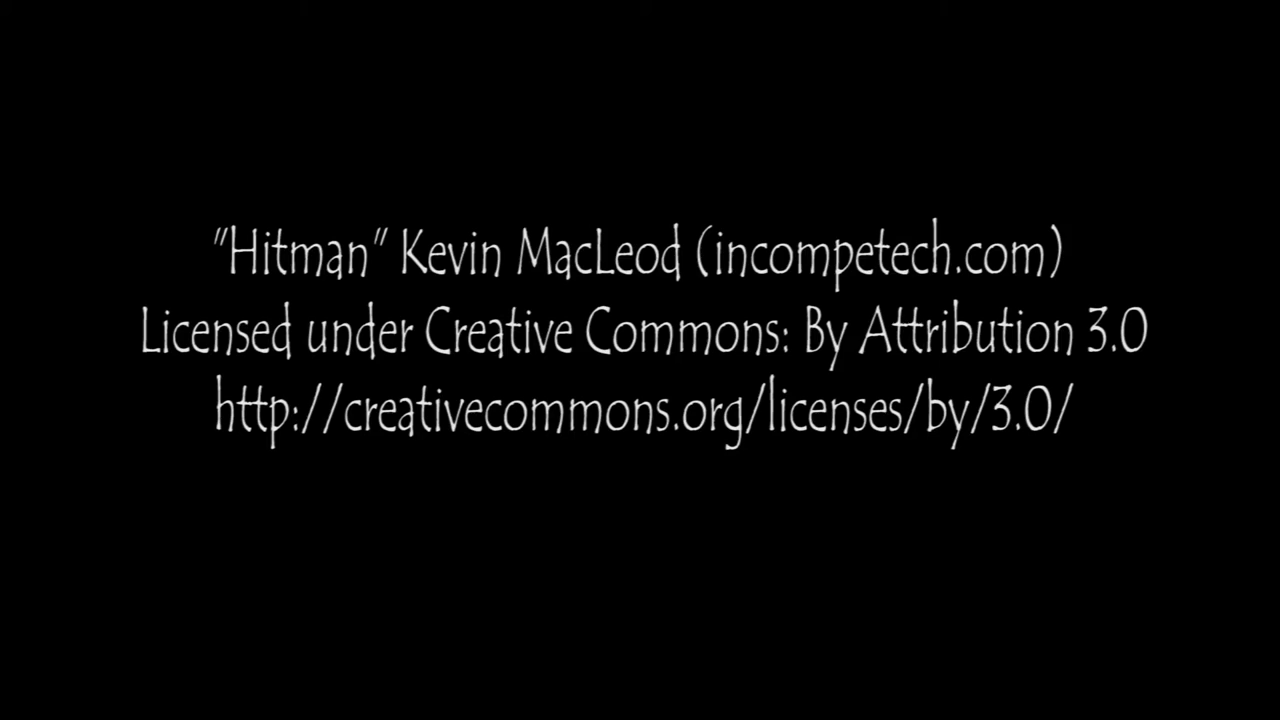 "Hitman" Kevin MacLeod (incompetech.com)
Licensed under Creative Commons: By Attribution 3.0
http://creativecommons.org/licenses/by/3.0/